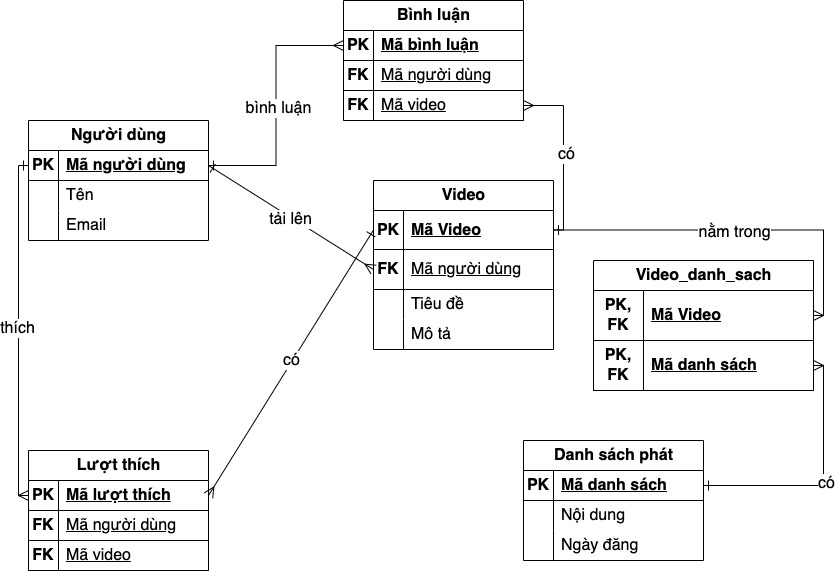 Bình luận
PK Mã bình luận
FK Mã người dùng
FK Mã video
bình luận
có
Người dùng
PK Mã người dùng
Tên
Email
tải lên
Video
PK Mã Video
FK Mã người dùng
Tiêu đề
Mô tả
nằm trong
Video_danh_sach
PK,
FK
Mã Video
PK,
FK
Mã danh sách
thích
có
Lượt thích
PK Mã lượt thích
FK Mã người dùng
FK Mã video
Danh sách phát
PK Mã danh sách
Nội dung
Ngày đăng
có